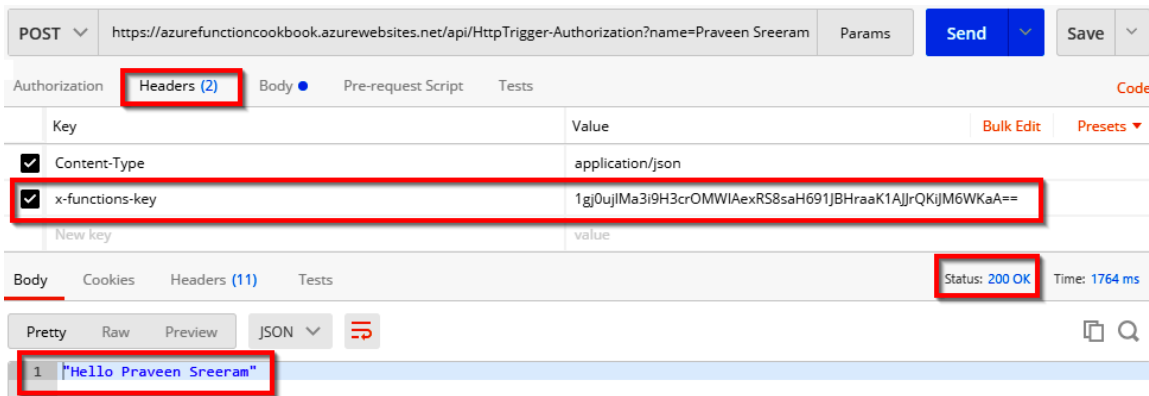 POST https://azurefunctioncookbook.azurewebsites.net/api/HttpTrigger-Authorization?name=Praveen Sreeram Params Send Save
Authorization Headers (2) Body Pre-request Script Tests Code
Key Value Bulk Edit Presets
Content-Type application/json
x-functions-key 1gj0ujlMa3i9H3crOMWIAexRS8saH691JBHraaK1AJJrQKiJM6WKaA==
New key value
Body Cookies Headers (11) Tests Status: 200 OK Time: 1764 ms
Pretty Raw Preview JSON
1 "Hello Praveen Sreeram"